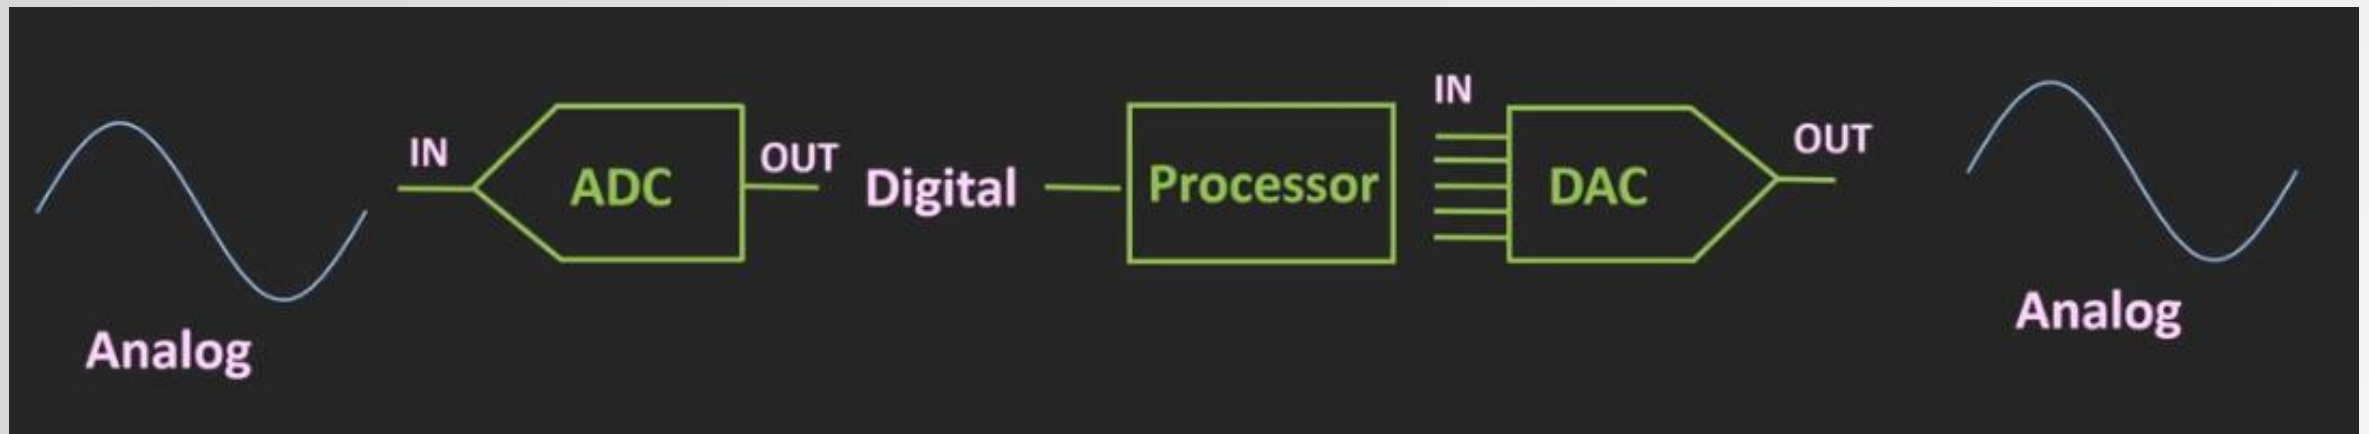 Analog
IN
ADC
OUT
Digital
Processor
IN
DAC
OUT
Analog